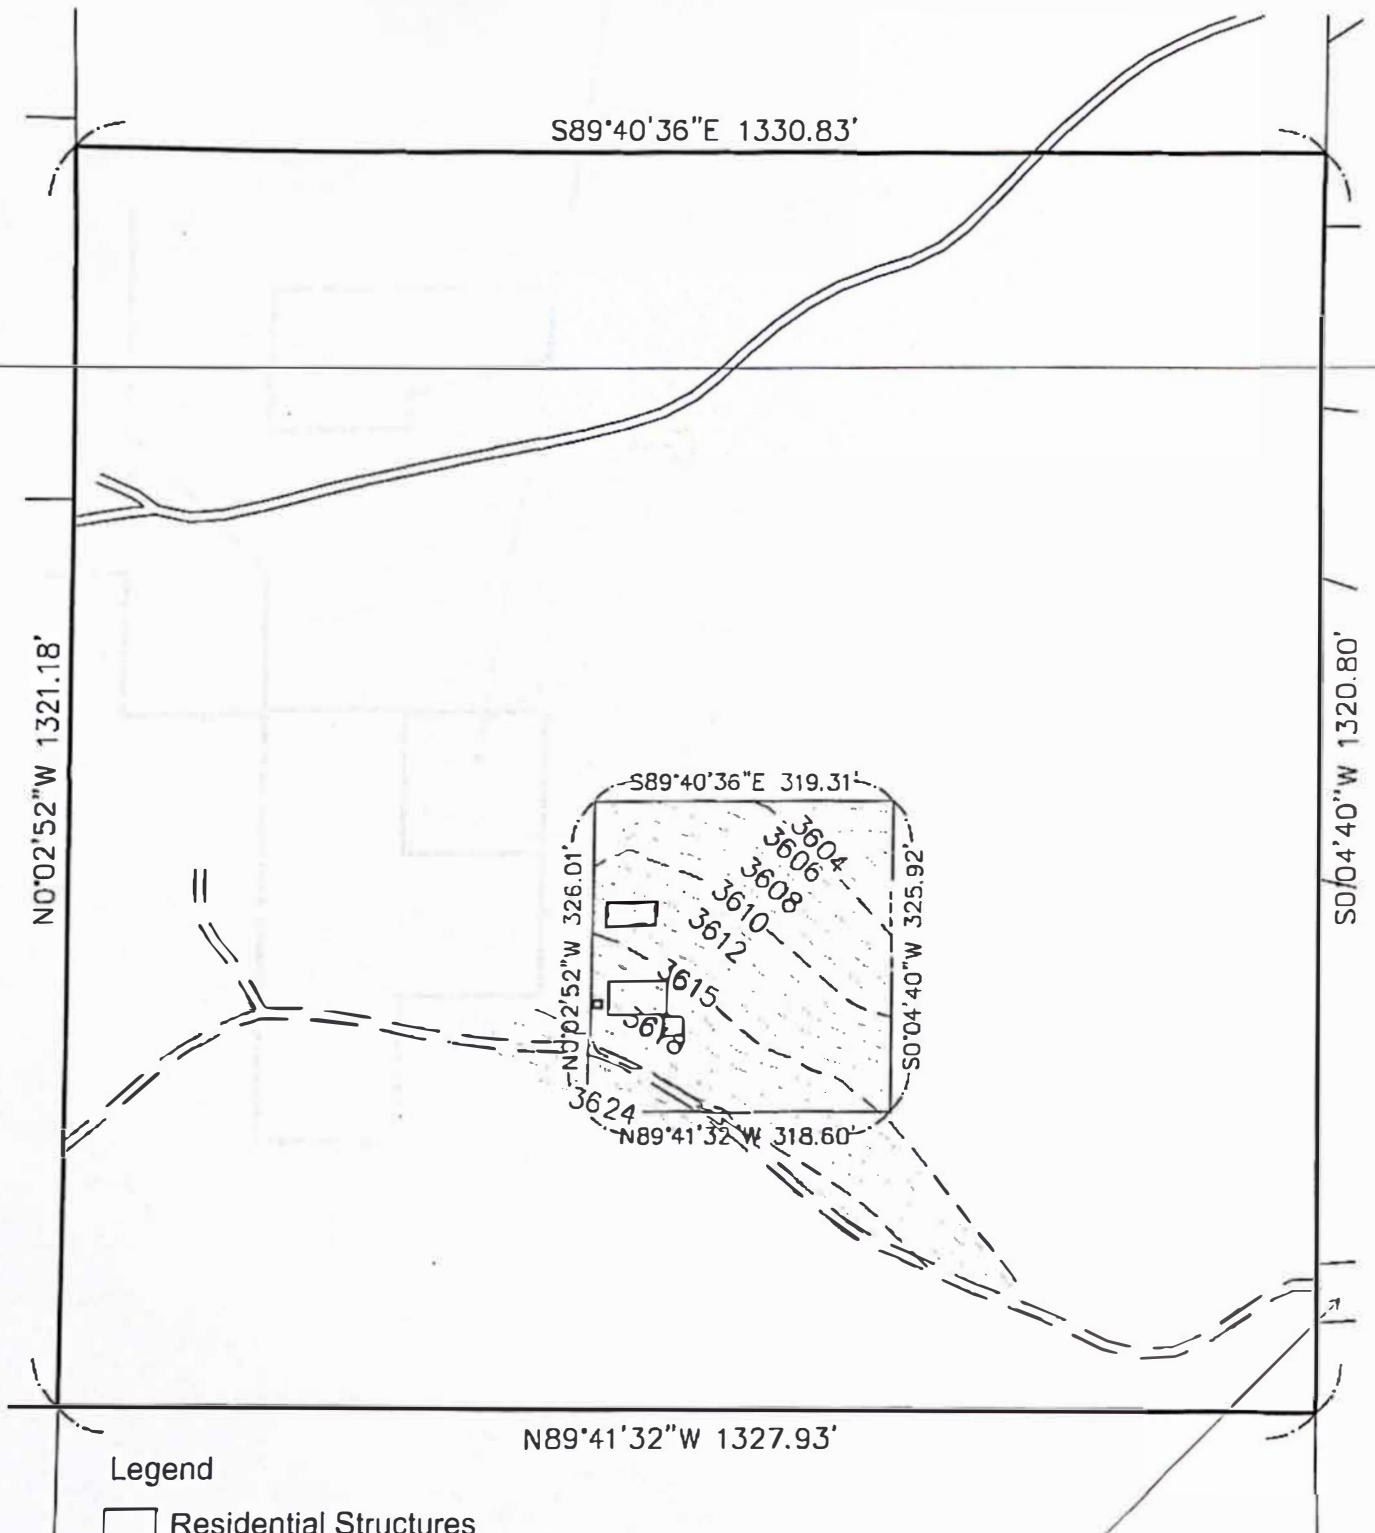 S89°40'36"E 1330.83'
N0°02'52"W 1321.18'
S0°04'40"W 1320.80'
S89°40'36"E 319.31'
N0°02'52"W 326.01'
S0°04'40"W 325.92'
3604
3606
3608
3610
3612
3615
3618
3624
N89°41'32"W 318.60'
N89°41'32"W 1327.93'
Legend
Residential Structures